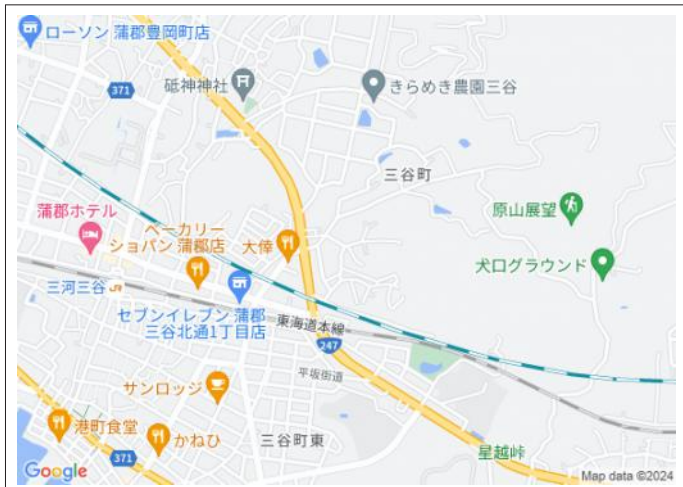 ローソン 蒲郡豊岡町店
371
砥神神社
きらめき農園三谷
三谷町
蒲郡ホテル
ベーカリー
ショパン 蒲郡店
大倖
原山展望
犬口グラウンド
三河三谷
セブンイレブン 蒲郡
三谷北通1丁目店
東海道本線
247
平坂街道
サンロッジ
港町食堂
かねひ
三谷町東
371
星越峠
Google
Map data ©2024